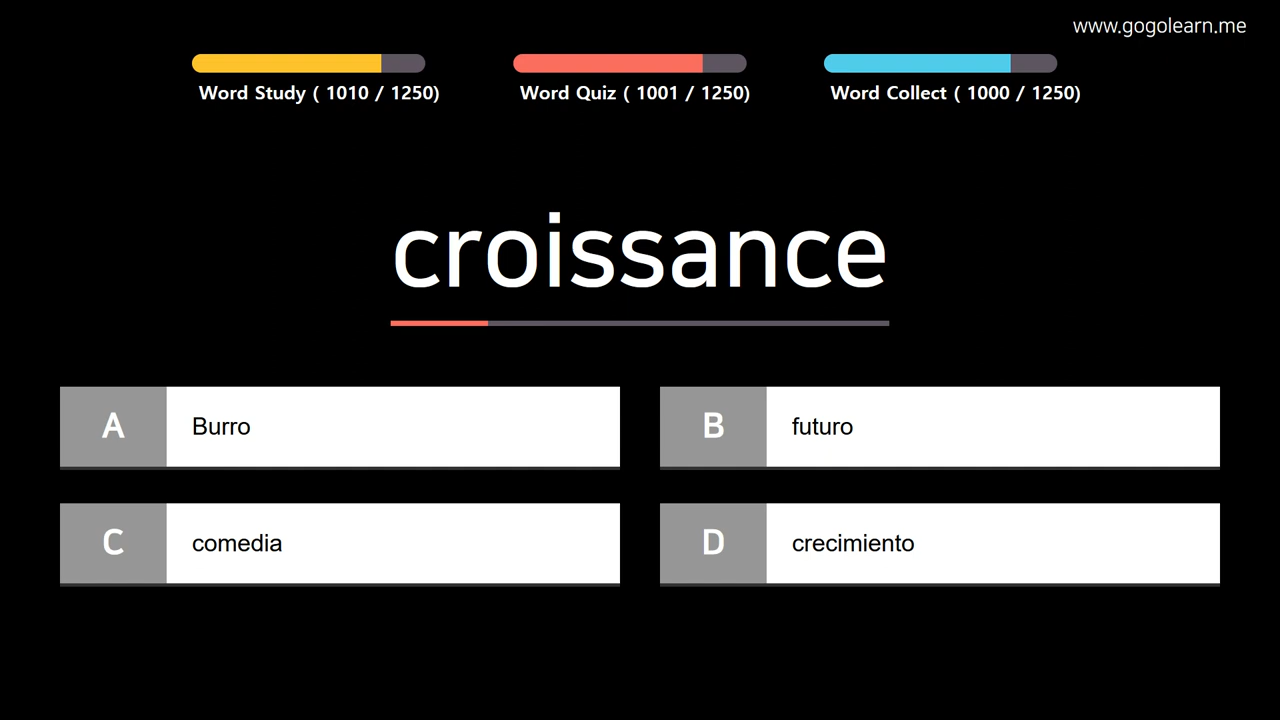 www.gogolearn.me
Word Study ( 1010 / 1250)
Word Quiz ( 1001 / 1250)
Word Collect ( 1000 / 1250)
croissance
A Burro
B futuro
C comedia
D crecimiento